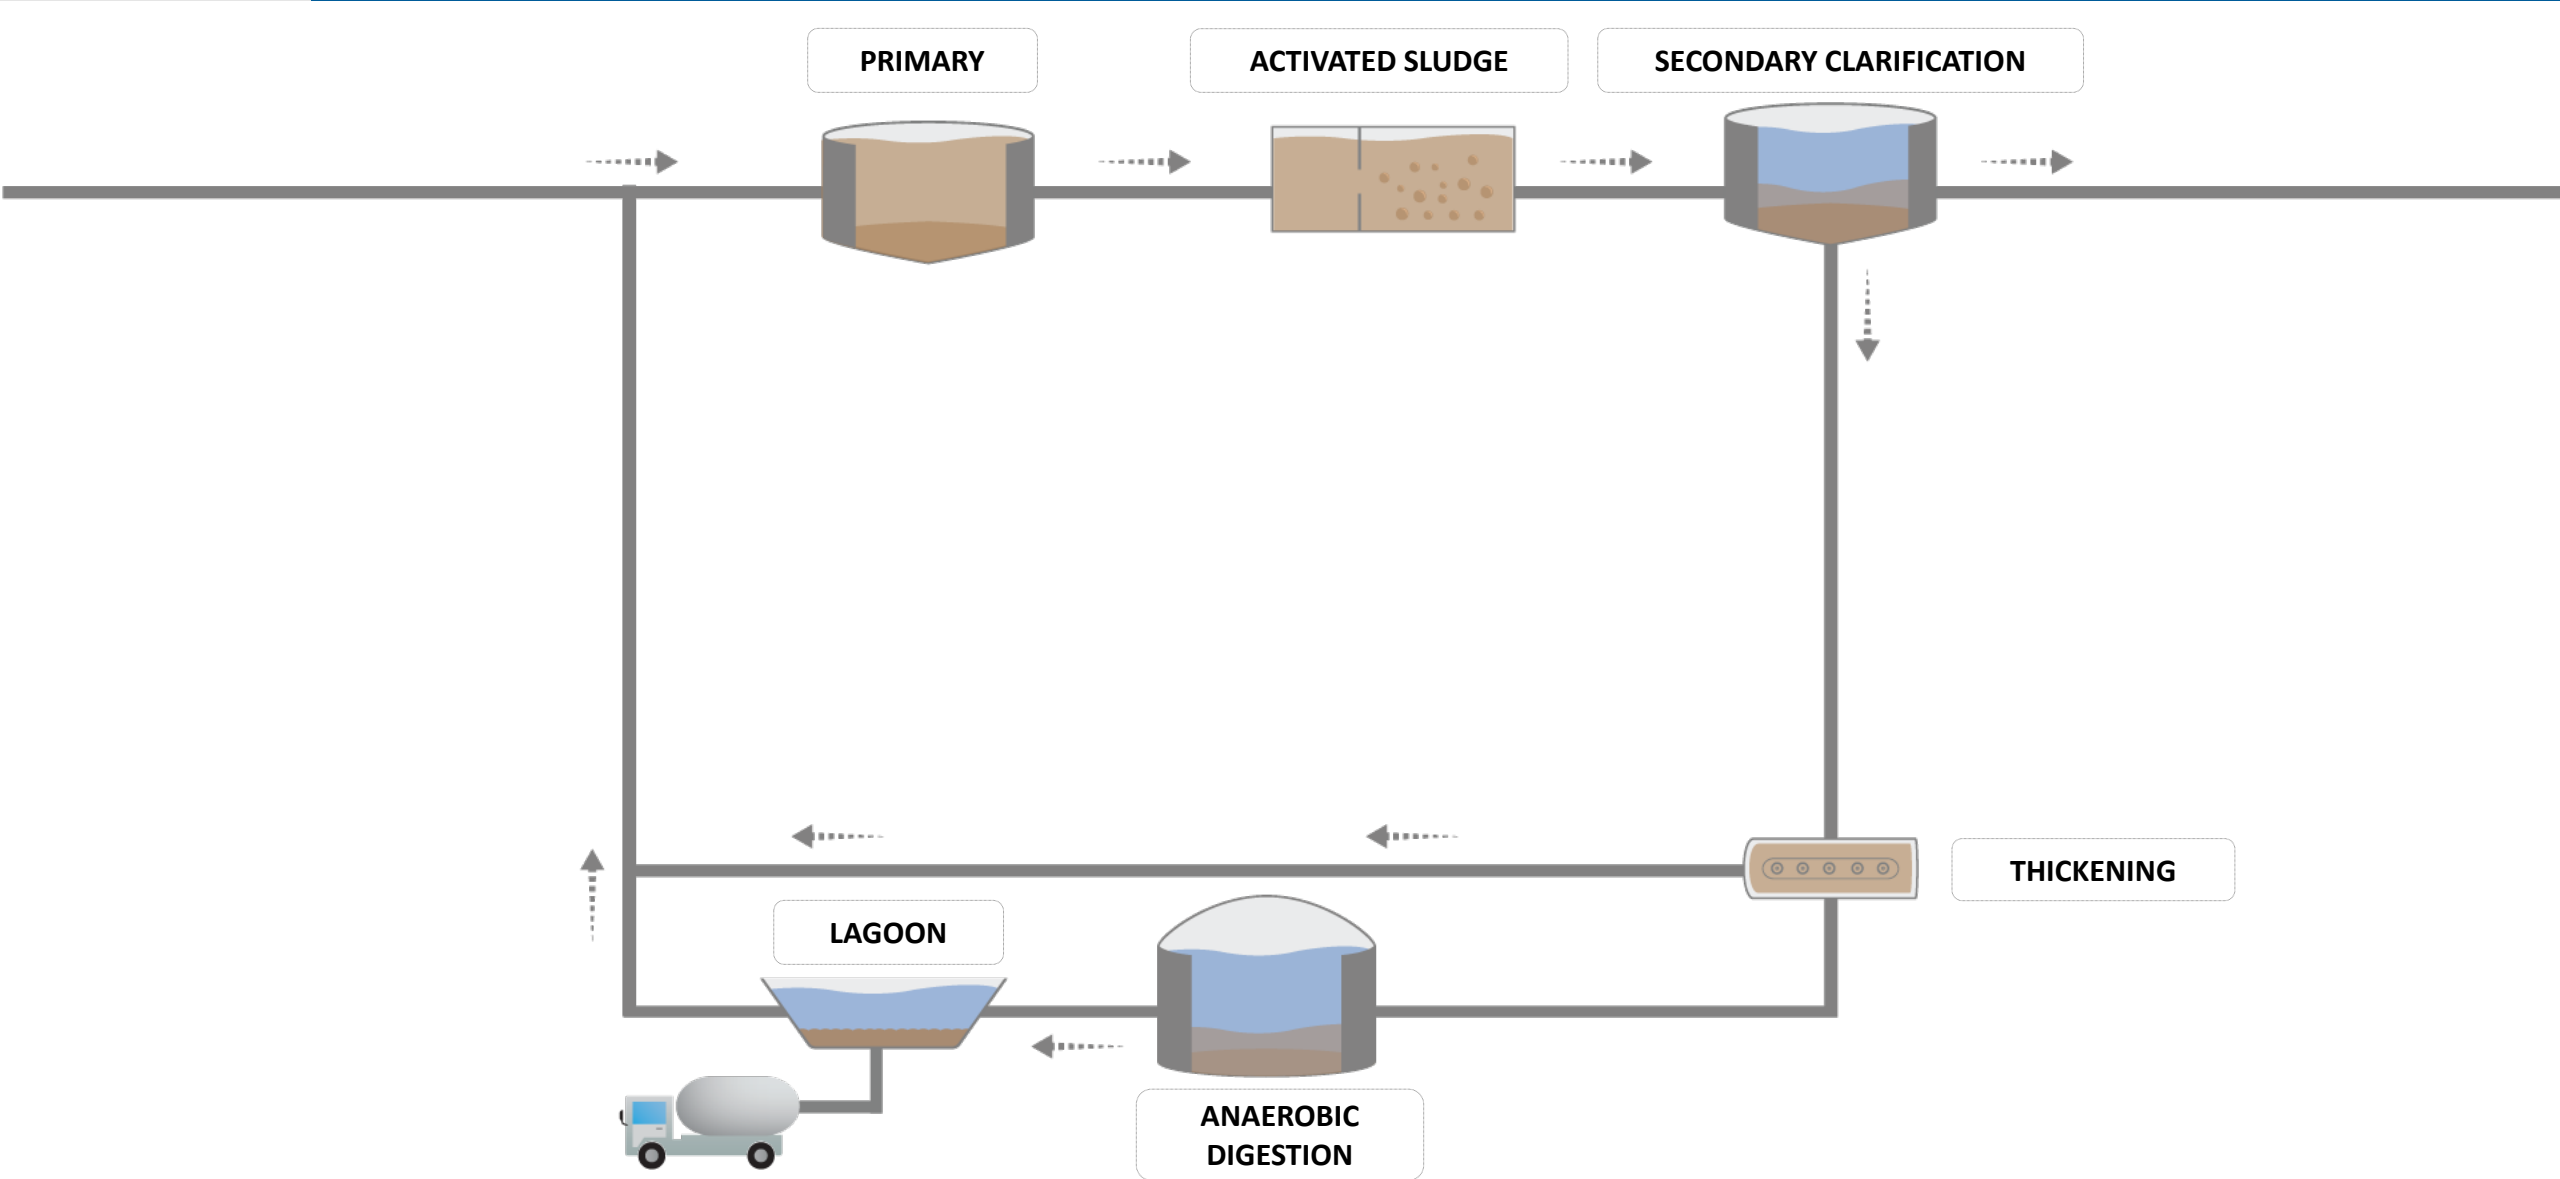 PRIMARY
ACTIVATED SLUDGE
SECONDARY CLARIFICATION
THICKENING
LAGOON
ANAEROBIC
DIGESTION